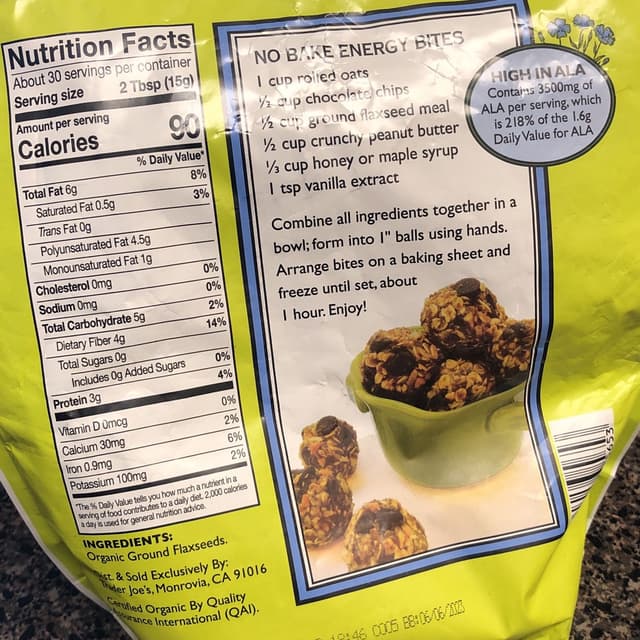 Nutrition Facts
About 30 servings per container
Serving size 2 Tbsp (15g)
Amount per serving
Calories 90
% Daily Value*
Total Fat 6g 8%
Saturated Fat 0.5g 3%
Trans Fat 0g
Polyunsaturated Fat 4.5g
Monounsaturated Fat 1g
Cholesterol 0mg 0%
Sodium 0mg 0%
Total Carbohydrate 5g 2%
Dietary Fiber 4g 14%
Total Sugars 0g
Includes 0g Added Sugars 0%
Protein 3g 4%
Vitamin D 0mcg 0%
Calcium 30mg 2%
Iron 0.9mg 6%
Potassium 100mg 2%
*The % Daily Value tells you how much a nutrient in a
serving of food contributes to a daily diet. 2,000 calories
a day is used for general nutrition advice.
INGREDIENTS:
Organic Ground Flaxseeds.
& Sold Exclusively By:
Joe's, Monrovia, CA 91016
Certified Organic By Quality
International (QAI).
NO BAKE ENERGY BITES
1 cup rolled oats
1/2 cup chocolate chips
1/2 cup ground flaxseed meal
1/2 cup crunchy peanut butter
1/3 cup honey or maple syrup
1 tsp vanilla extract
Combine all ingredients together in a
bowl; form into 1" balls using hands.
Arrange bites on a baking sheet and
freeze until set, about
1 hour. Enjoy!
HIGH IN ALA
Contains 3500mg of
ALA per serving, which
is 218% of the 1.6g
Daily Value for ALA
C005 BB:06/06/2023